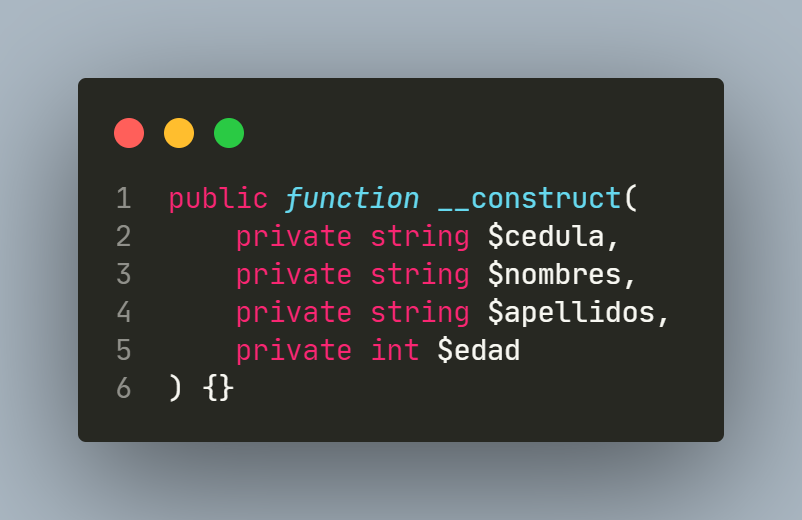 1 public function __construct(
2     private string $cedula,
3     private string $nombres,
4     private string $apellidos,
5     private int $edad
6 ) {}